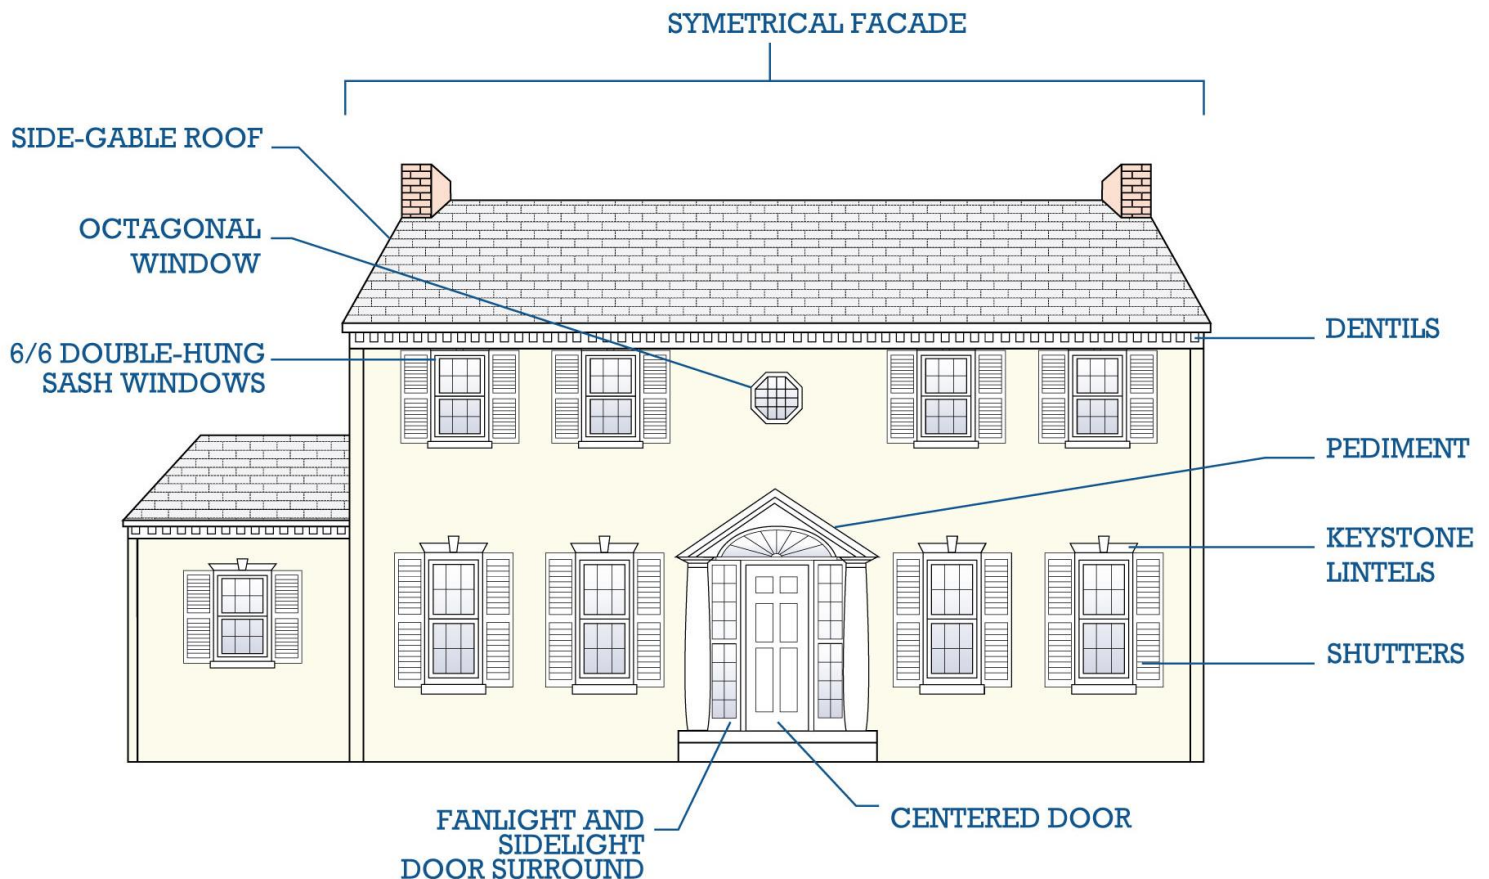 SYMETRICAL FACADE
SIDE-GABLE ROOF
OCTAGONAL
WINDOW
6/6 DOUBLE-HUNG
SASH WINDOWS
DENTILS
PEDIMENT
KEYSTONE
LINTELS
SHUTTERS
FANLIGHT AND
SIDELIGHT
DOOR SURROUND
CENTERED DOOR